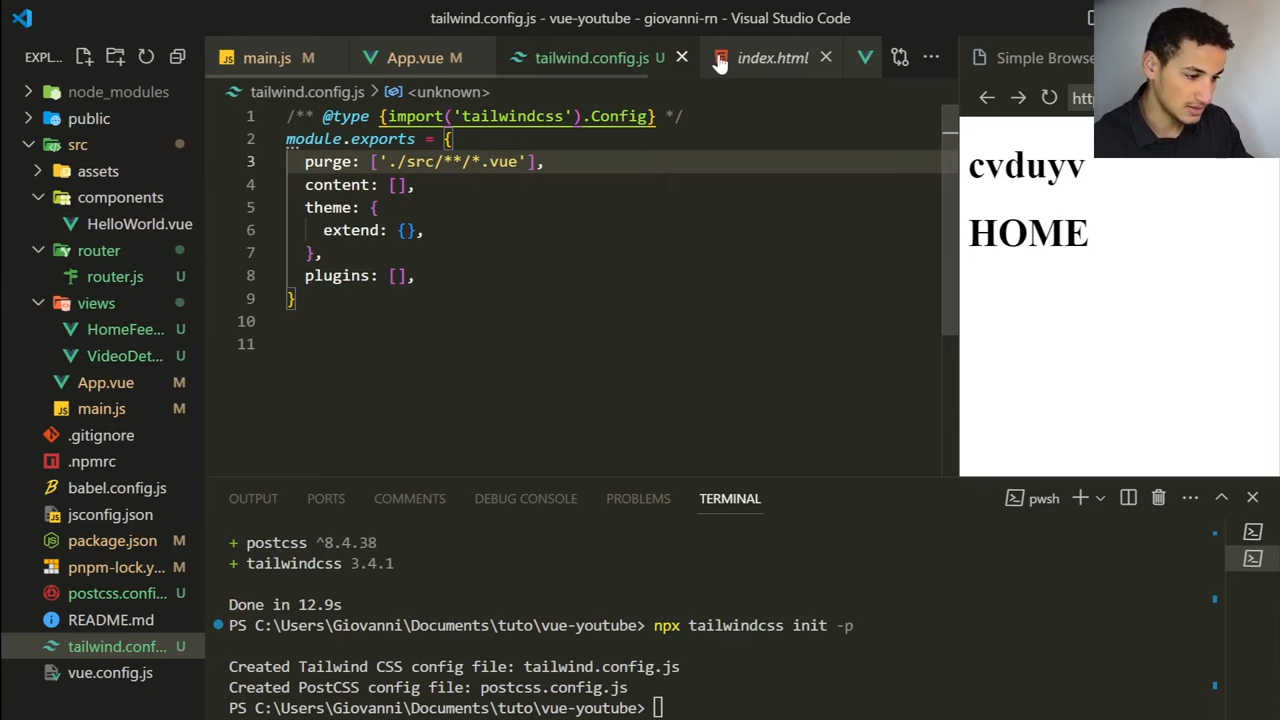 tailwind.config.js - vue-youtube - giovanni-rn - Visual Studio Code
EXPL...
main.js M
App.vue M
tailwind.config.js U
index.html
Simple Browse
node_modules
public
src
assets
components
HelloWorld.vue
router
router.js U
views
HomeFee... U
VideoDet... U
App.vue M
main.js M
.gitignore
.npmrc
babel.config.js
jsconfig.json
package.json M
pnpm-lock.y... M
postcss.confi... U
README.md
tailwind.conf... U
vue.config.js
tailwind.config.js > <unknown>
1 /** @type {import('tailwindcss').Config} */
2 module.exports = {
3 purge: ['./src/**/*.vue'],
4 content: [],
5 theme: {
6 extend: {},
7 },
8 plugins: [],
9 }
10
11
htt
cvduyv
HOME
OUTPUT PORTS COMMENTS DEBUG CONSOLE PROBLEMS TERMINAL
pwsh
+ postcss ^8.4.38
+ tailwindcss 3.4.1
Done in 12.9s
PS C:\Users\Giovanni\Documents\tuto\vue-youtube> npx tailwindcss init -p
Created Tailwind CSS config file: tailwind.config.js
Created PostCSS config file: postcss.config.js
PS C:\Users\Giovanni\Documents\tuto\vue-youtube>